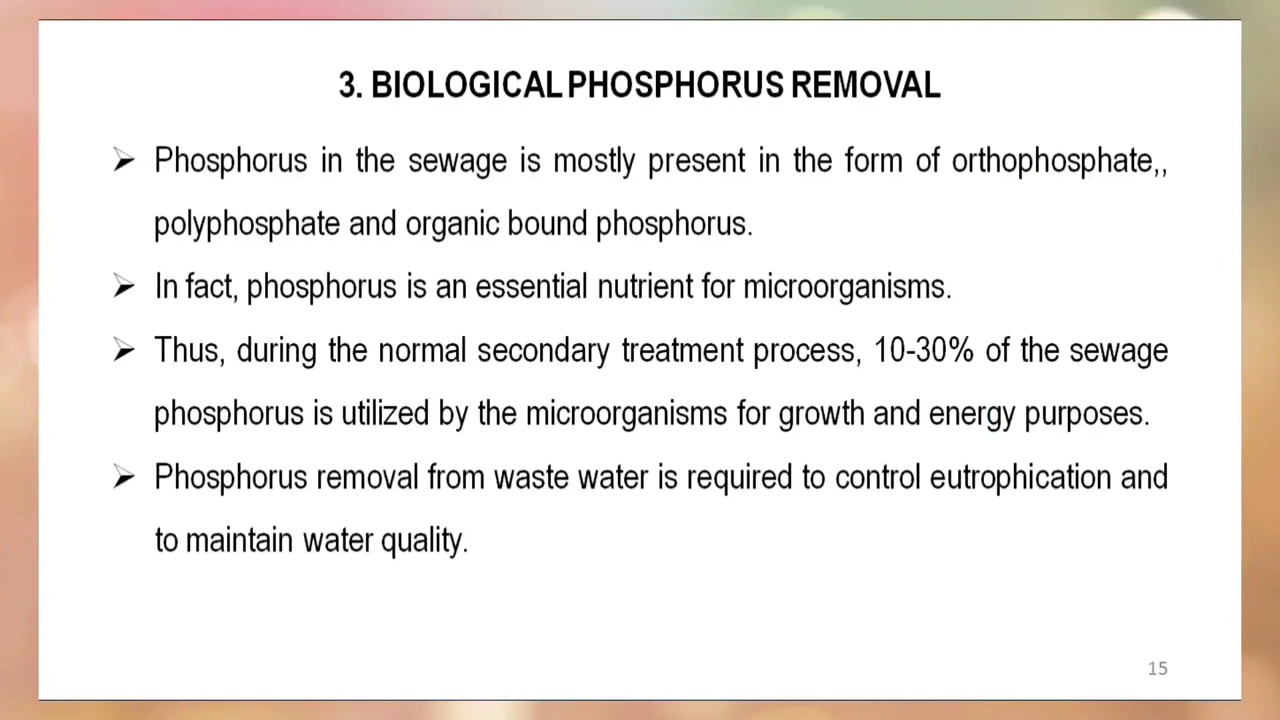 3. BIOLOGICAL PHOSPHORUS REMOVAL
➢ Phosphorus in the sewage is mostly present in the form of orthophosphate,,
polyphosphate and organic bound phosphorus.
➢ In fact, phosphorus is an essential nutrient for microorganisms.
➢ Thus, during the normal secondary treatment process, 10-30% of the sewage
phosphorus is utilized by the microorganisms for growth and energy purposes.
➢ Phosphorus removal from waste water is required to control eutrophication and
to maintain water quality.
15